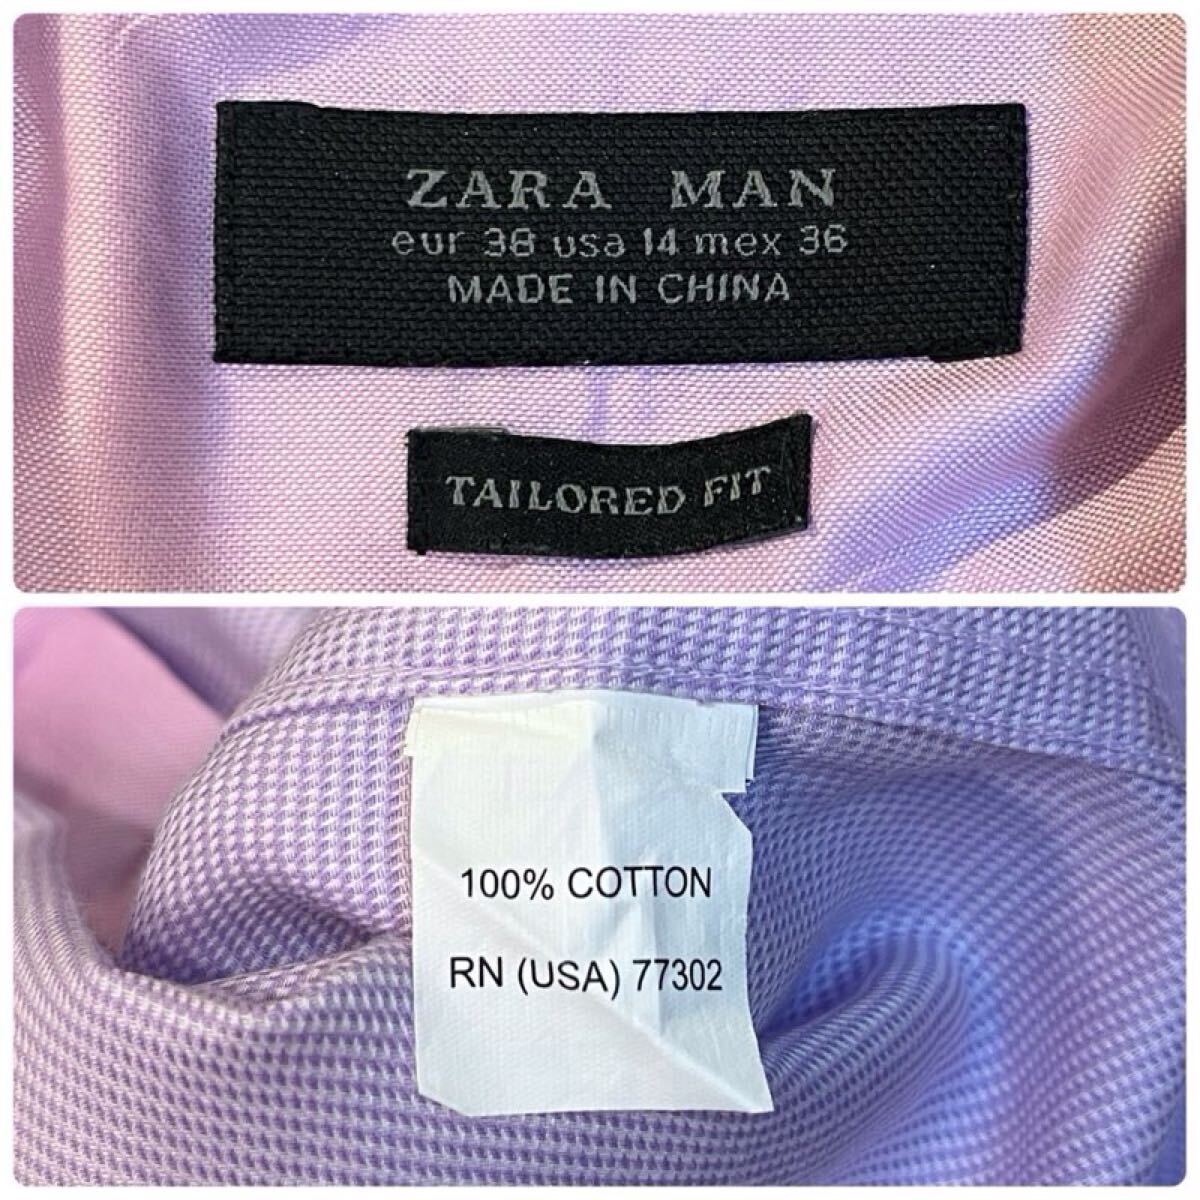 ZARA MAN
eur 38 usa 14 mex 36
MADE IN CHINA
TAILORED FIT
100% COTTON
RN (USA) 77302